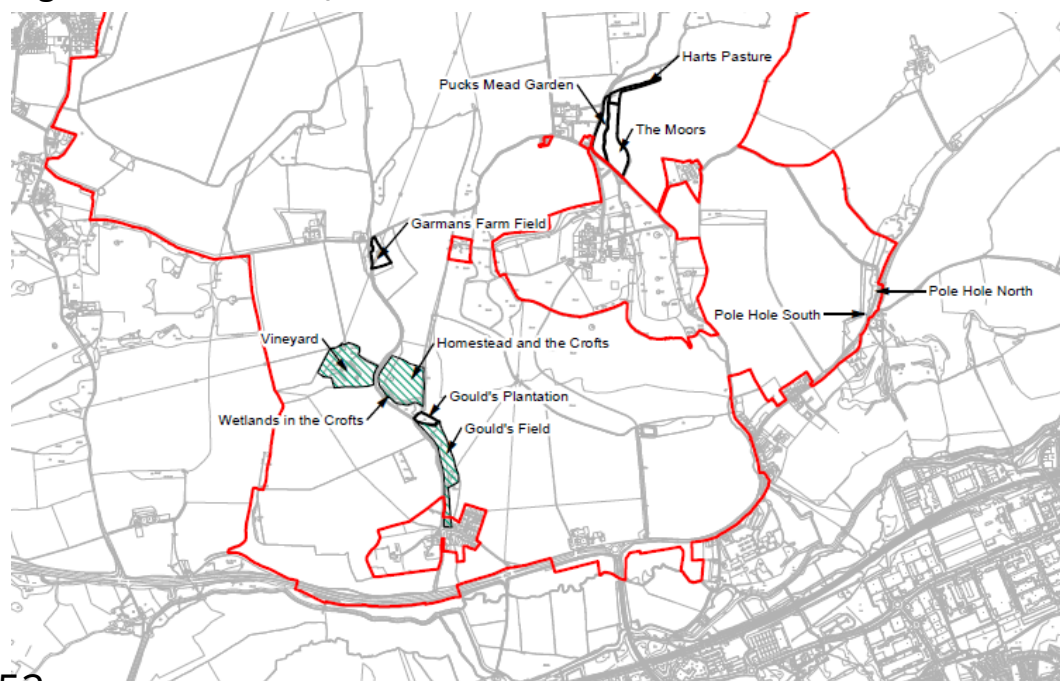 Harts Pasture
Pucks Mead Garden
The Moors
Garmans Farm Field
Pole Hole North
Pole Hole South
Vineyard
Homestead and the Crofts
Gould's Plantation
Wetlands in the Crofts
Gould's Field